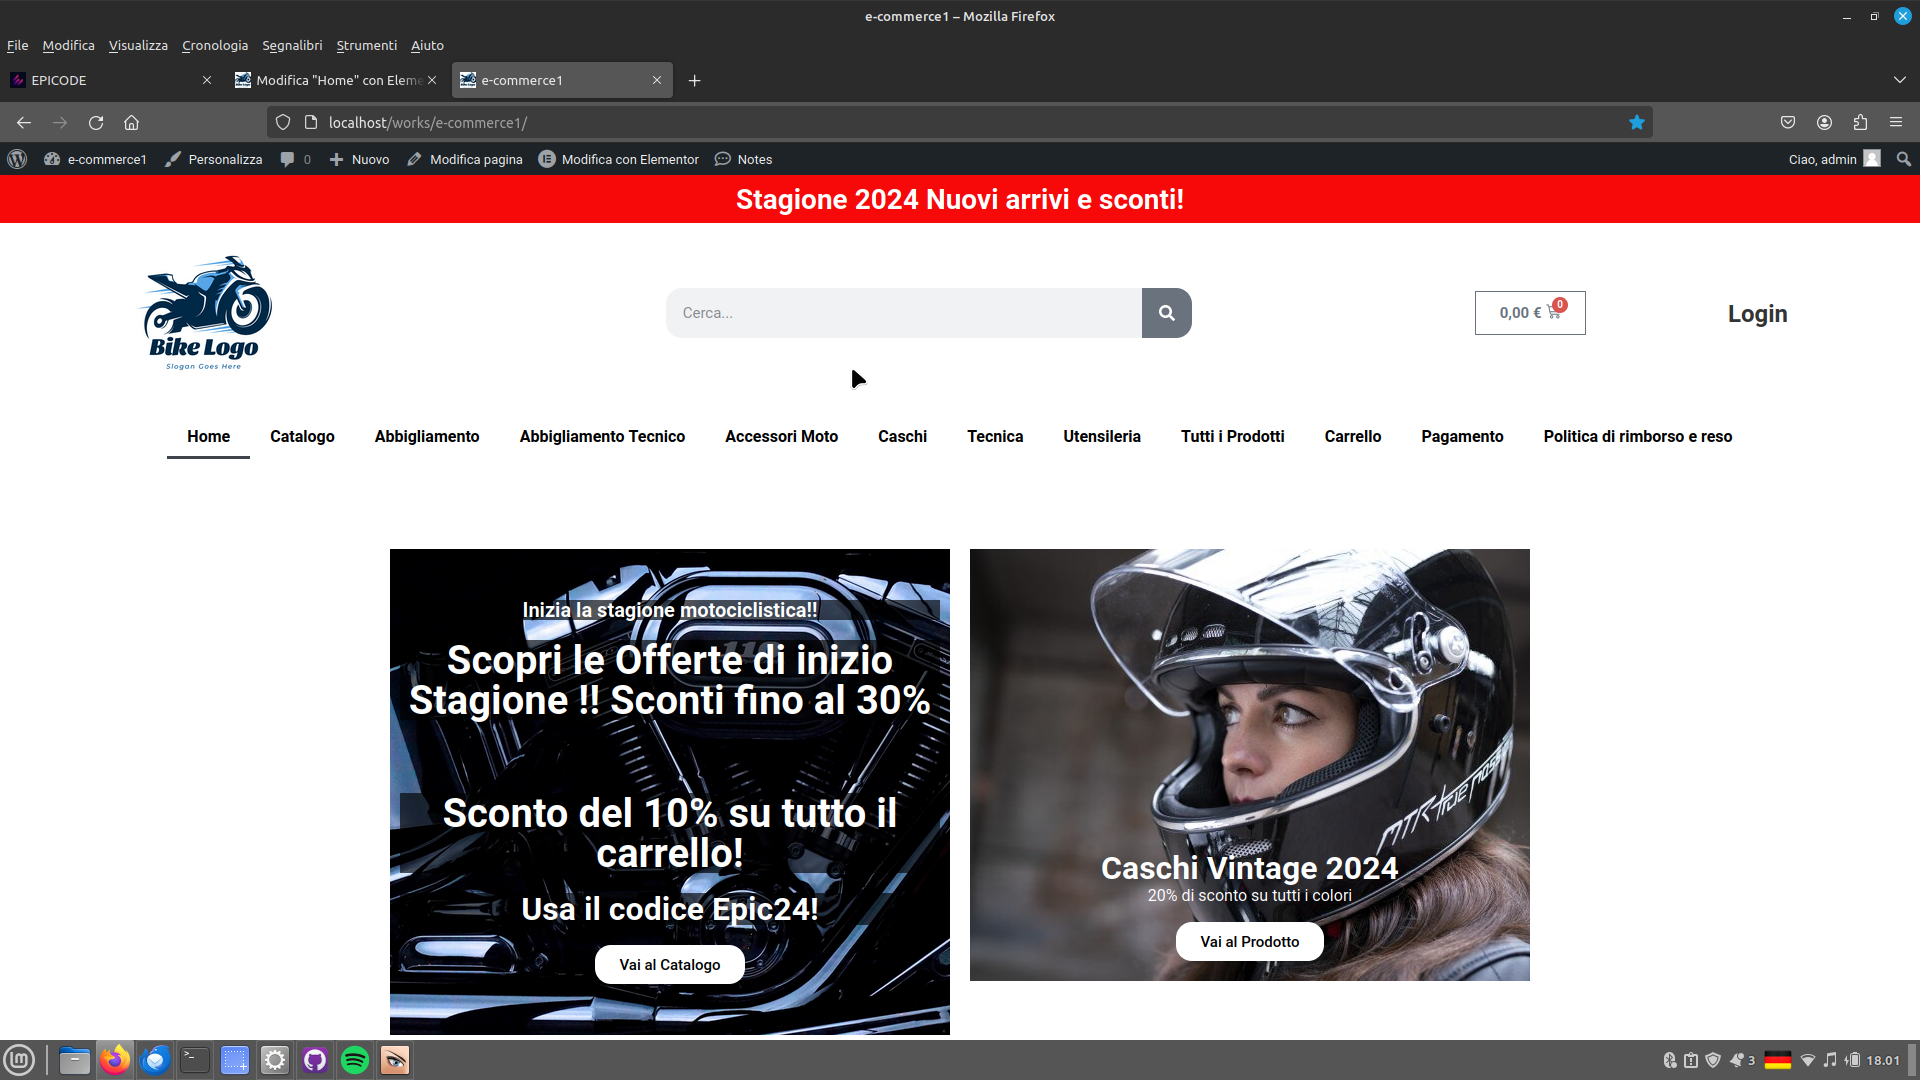 e-commerce1 – Mozilla Firefox
File Modifica Visualizza Cronologia Segnalibri Strumenti Aiuto
EPICODE
Modifica "Home" con Eleme
e-commerce1
localhost/works/e-commerce1/
e-commerce1 Personalizza 0 Nuovo Modifica pagina Modifica con Elementor Notes Ciao, admin
Stagione 2024 Nuovi arrivi e sconti!
Bike Logo
Slogan Goes Here
Cerca...
0,00 € 0
Login
Home Catalogo Abbigliamento Abbigliamento Tecnico Accessori Moto Caschi Tecnica Utensileria Tutti i Prodotti Carrello Pagamento Politica di rimborso e reso
Inizia la stagione motociclistica!!
Scopri le Offerte di inizio
Stagione !! Sconti fino al 30%
Sconto del 10% su tutto il
carrello!
Usa il codice Epic24!
Vai al Catalogo
Caschi Vintage 2024
20% di sconto su tutti i colori
Vai al Prodotto
3 18.01